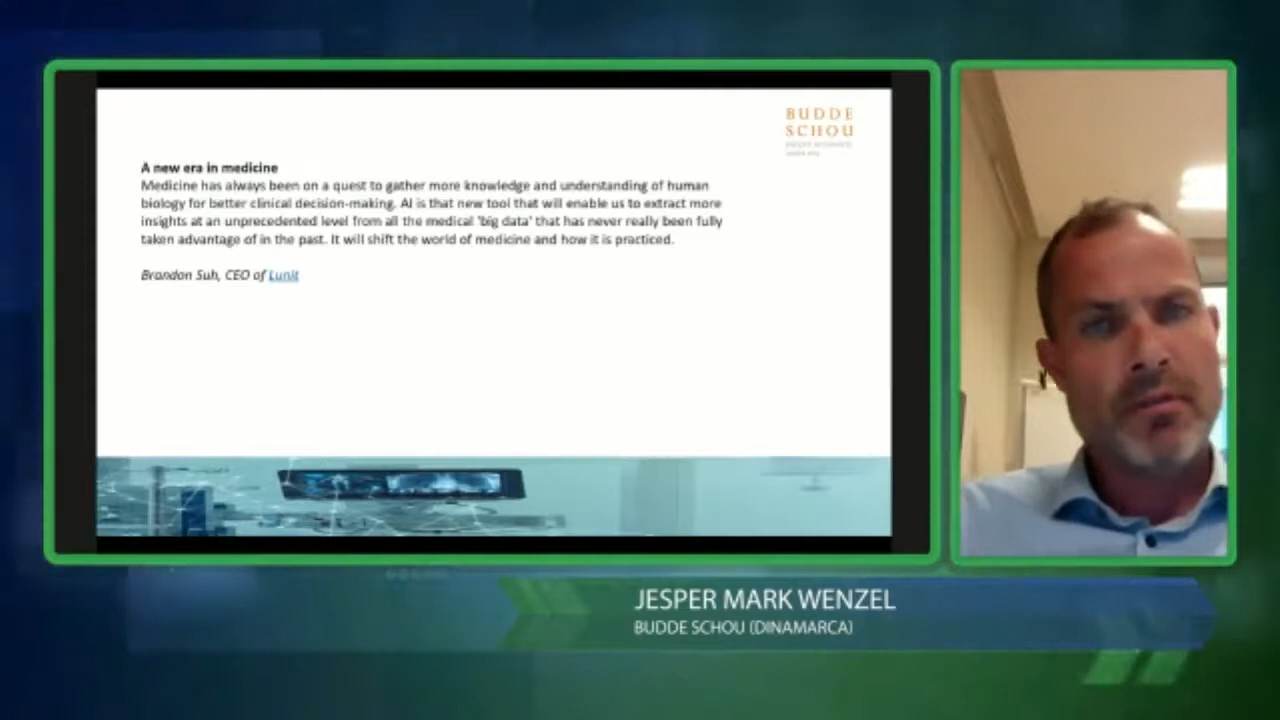 BUDDE
SCHOU
A new era in medicine
Medicine has always been on a quest to gather more knowledge and understanding of human
biology for better clinical decision-making. AI is that new tool that will enable us to extract more
insights at an unprecedented level from all the medical 'big data' that has never really been fully
taken advantage of in the past. It will shift the world of medicine and how it is practiced.
Brandon Suh, CEO of Lunit
JESPER MARK WENZEL
BUDDE SCHOU (DINAMARCA)